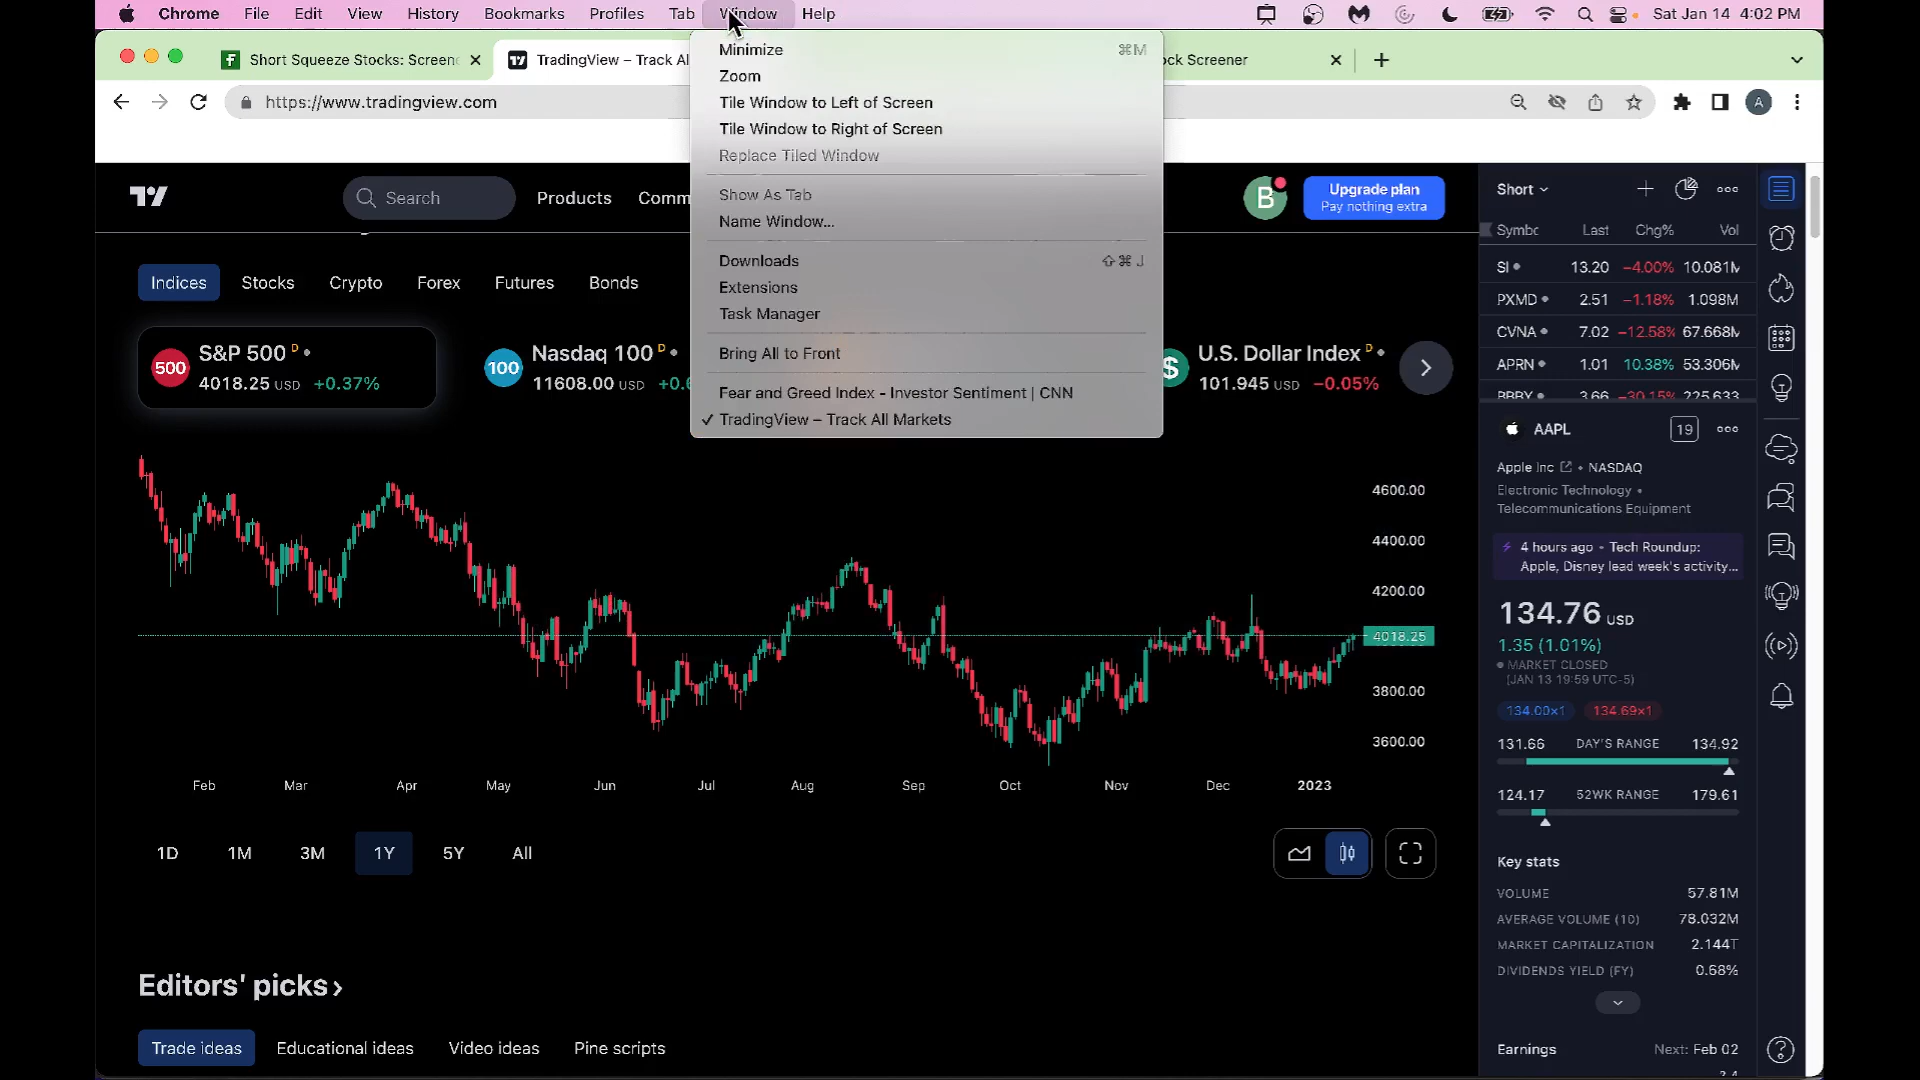 Chrome File Edit View History Bookmarks Profiles Tab Window Help Sat Jan 14 4:02 PM
Short Squeeze Stocks: Screen TradingView – Track Al ck Screener
https://www.tradingview.com A
Minimize ⌘M
Zoom
Tile Window to Left of Screen
Tile Window to Right of Screen
Replace Tiled Window
Show As Tab
Name Window...
Downloads ⇧⌘J
Extensions
Task Manager
Bring All to Front
Fear and Greed Index - Investor Sentiment | CNN
✓ TradingView – Track All Markets
Search Products Comm B
Upgrade plan
Pay nothing extra
Indices Stocks Crypto Forex Futures Bonds
500 S&P 500 D
4018.25 USD +0.37%
100 Nasdaq 100 D
11608.00 USD +0.6
$ U.S. Dollar Index D
101.945 USD −0.05%
4600.00
4400.00
4200.00
4018.25
3800.00
3600.00
Feb Mar Apr May Jun Jul Aug Sep Oct Nov Dec 2023
1D 1M 3M 1Y 5Y All
Editors' picks ›
Trade ideas Educational ideas Video ideas Pine scripts
Short
Symbc Last Chg% Vol
SI 13.20 −4.00% 10.081M
PXMD 2.51 −1.18% 1.098M
CVNA 7.02 −12.58% 67.668M
APRN 1.01 10.38% 53.306M
BBBY 3.66 −30.15% 225.633
AAPL 19
Apple Inc • NASDAQ
Electronic Technology •
Telecommunications Equipment
4 hours ago • Tech Roundup:
Apple, Disney lead week's activity...
134.76 USD
1.35 (1.01%)
MARKET CLOSED
(JAN 13 19:59 UTC-5)
134.00×1 134.69×1
131.66 DAY'S RANGE 134.92
124.17 52WK RANGE 179.61
Key stats
VOLUME 57.81M
AVERAGE VOLUME (10) 78.032M
MARKET CAPITALIZATION 2.144T
DIVIDENDS YIELD (FY) 0.68%
Earnings Next: Feb 02